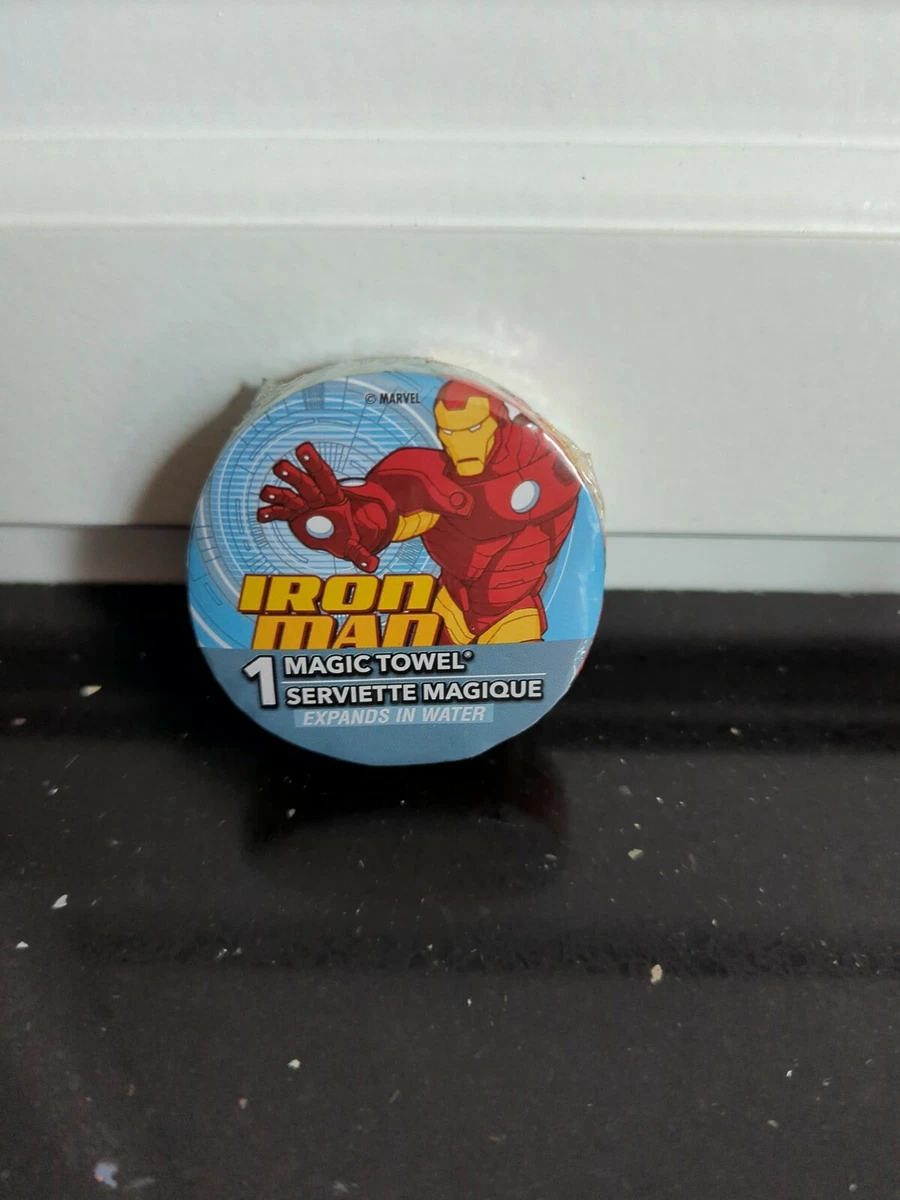 © MARVEL
IRON
MAN
1 MAGIC TOWEL®
SERVIETTE MAGIQUE
EXPANDS IN WATER